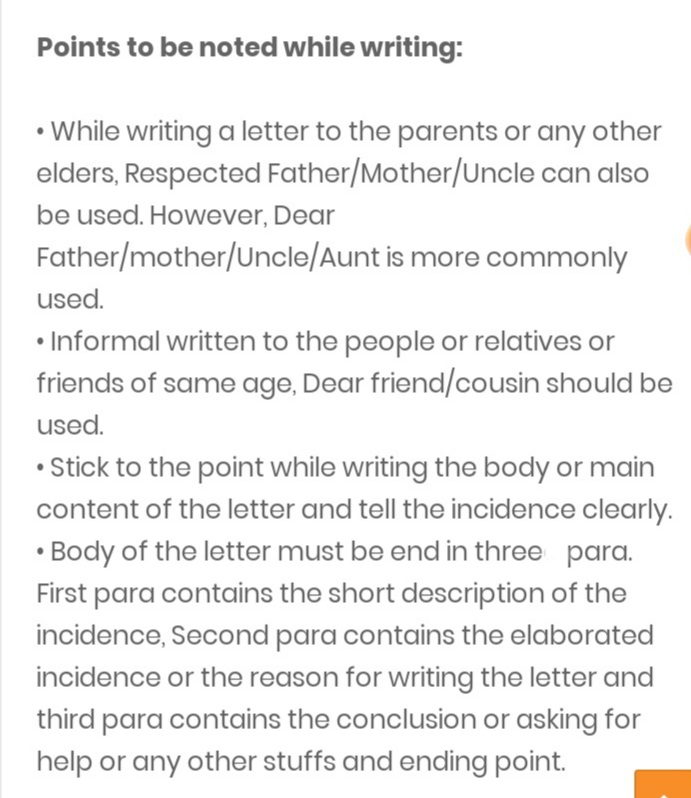 Points to be noted while writing:
• While writing a letter to the parents or any other
elders, Respected Father/Mother/Uncle can also
be used. However, Dear
Father/mother/Uncle/Aunt is more commonly
used.
• Informal written to the people or relatives or
friends of same age, Dear friend/cousin should be
used.
• Stick to the point while writing the body or main
content of the letter and tell the incidence clearly.
• Body of the letter must be end in three para.
First para contains the short description of the
incidence, Second para contains the elaborated
incidence or the reason for writing the letter and
third para contains the conclusion or asking for
help or any other stuffs and ending point.